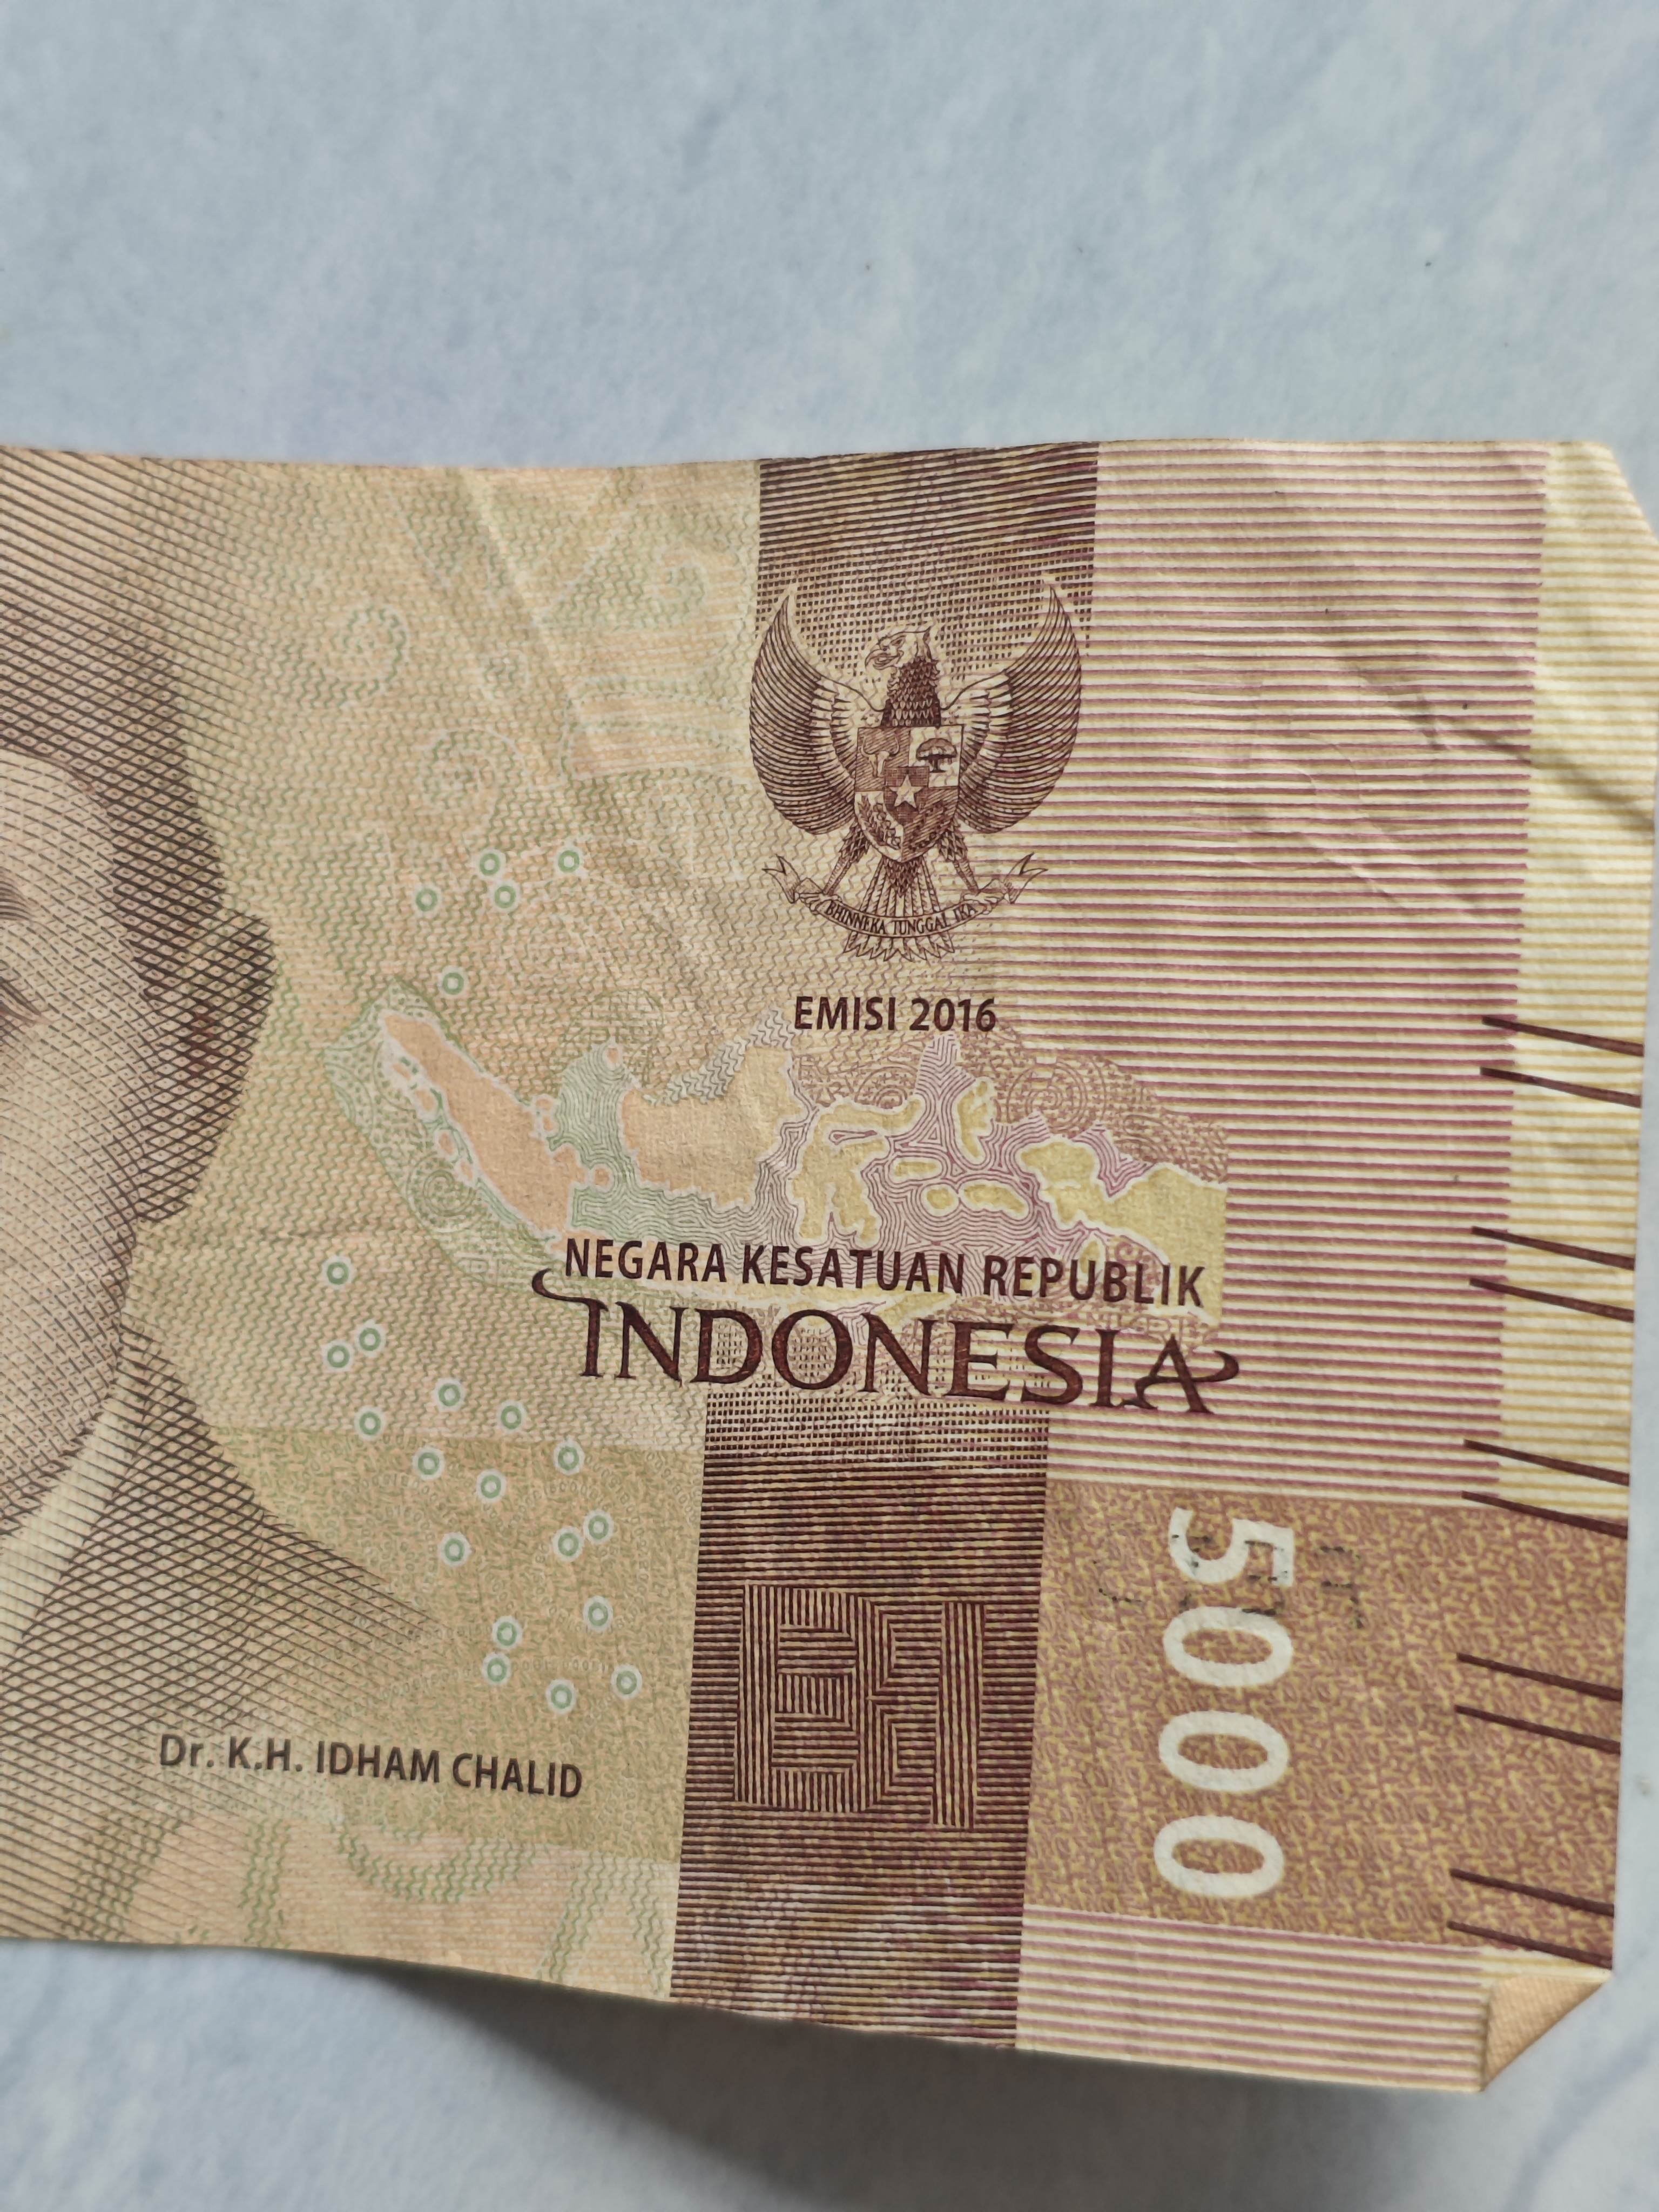 BHINNEKA TUNGGAL IKA
EMISI 2016
NEGARA KESATUAN REPUBLIK
INDONESIA
BI
5000
Dr. K.H. IDHAM CHALID